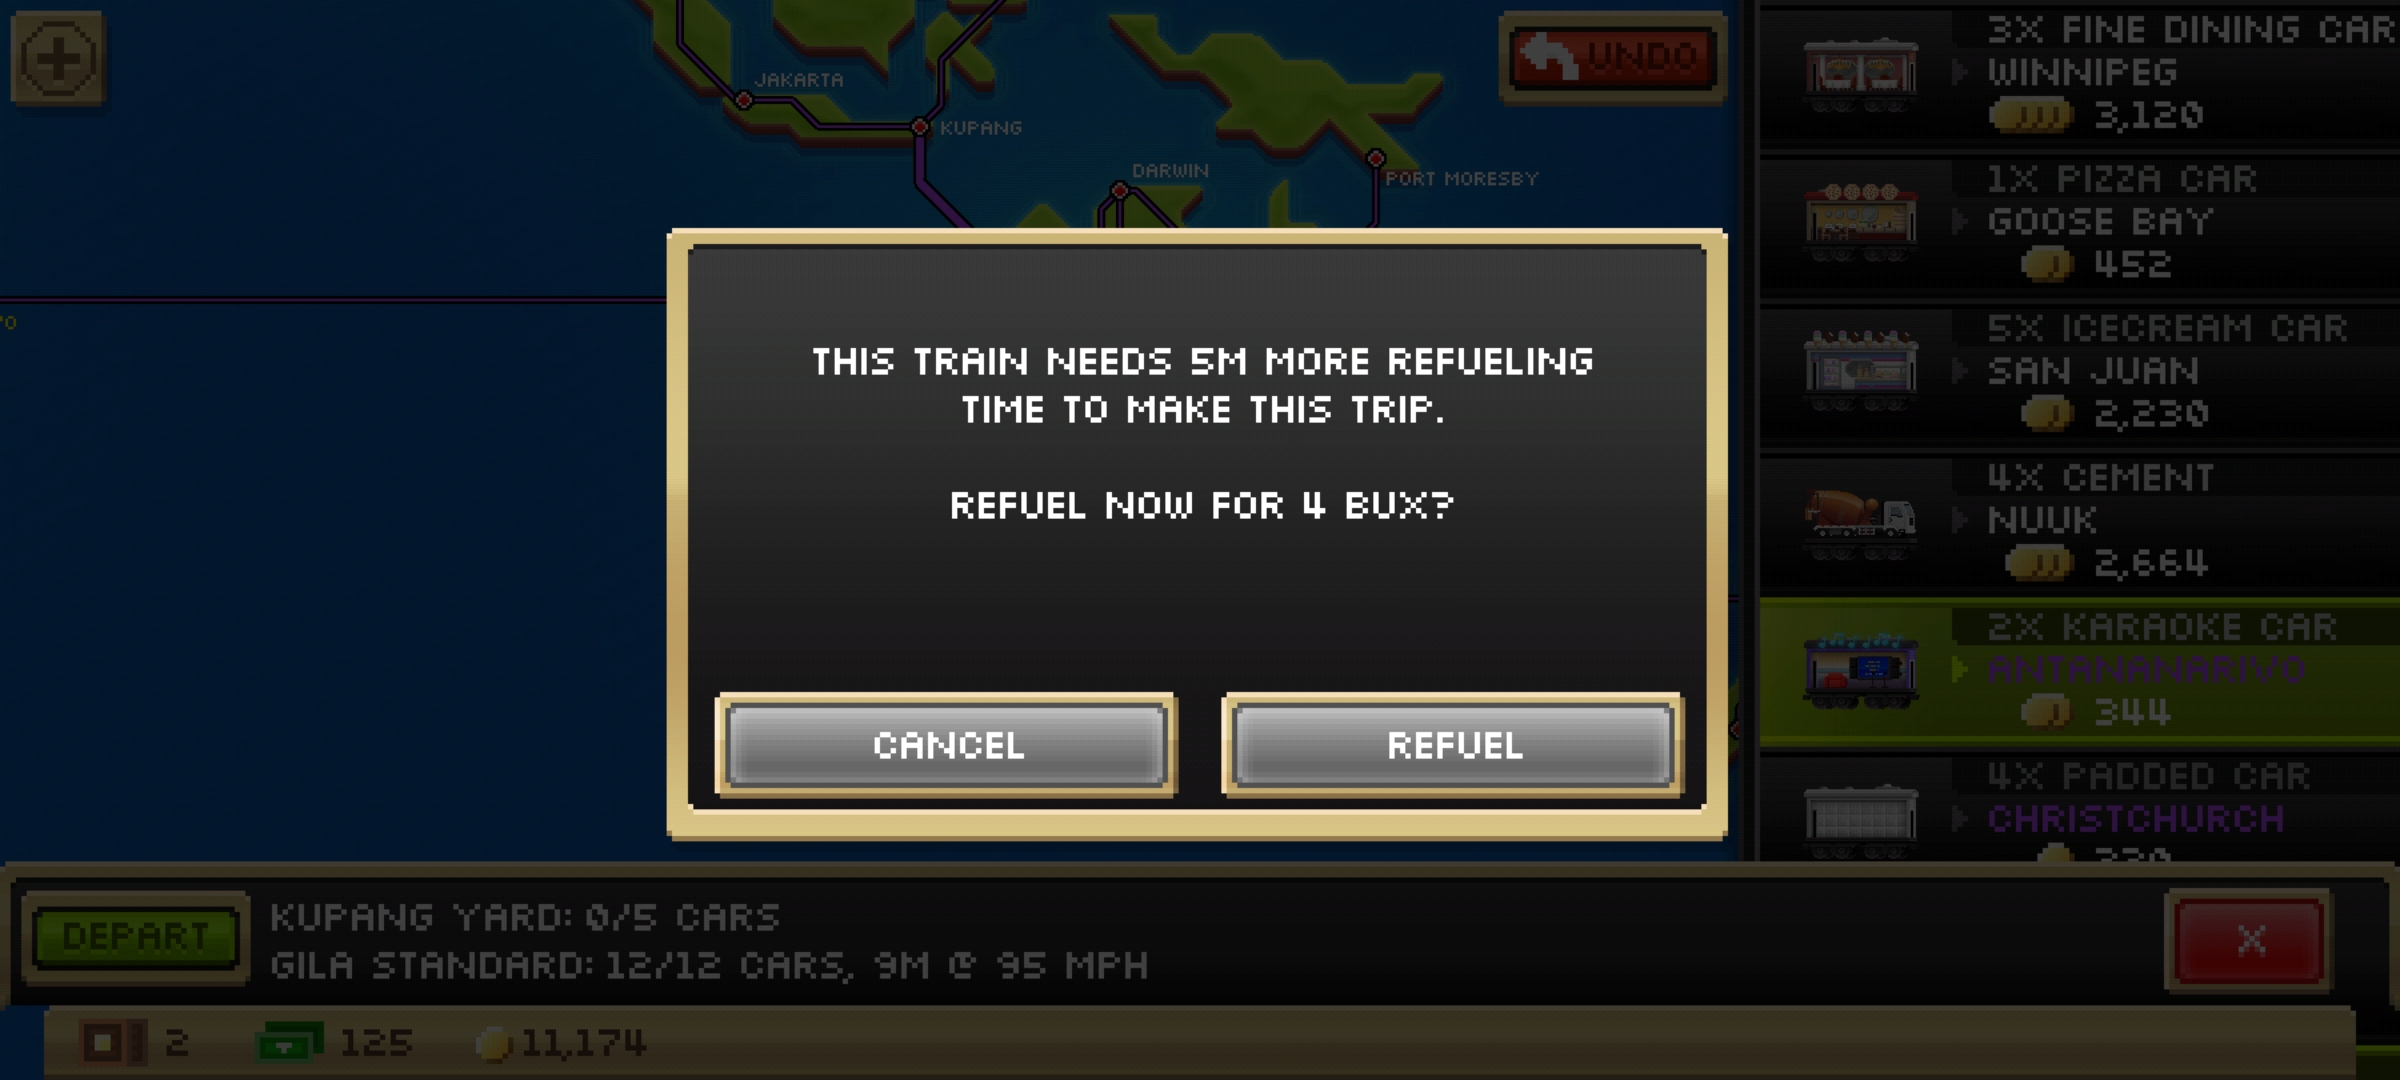 UNDO
JAKARTA
KUPANG
DARWIN
PORT MORESBY
THIS TRAIN NEEDS 5M MORE REFUELING
TIME TO MAKE THIS TRIP.
REFUEL NOW FOR 4 BUX?
CANCEL
REFUEL
3X FINE DINING CAR
WINNIPEG
3,120
1X PIZZA CAR
GOOSE BAY
452
5X ICECREAM CAR
SAN JUAN
2,230
4X CEMENT
NUUK
2,664
2X KARAOKE CAR
ANTANANARIVO
344
4X PADDED CAR
CHRISTCHURCH
DEPART
KUPANG YARD: 0/5 CARS
GILA STANDARD: 12/12 CARS, 9M @ 95 MPH
X
2
125
11,174